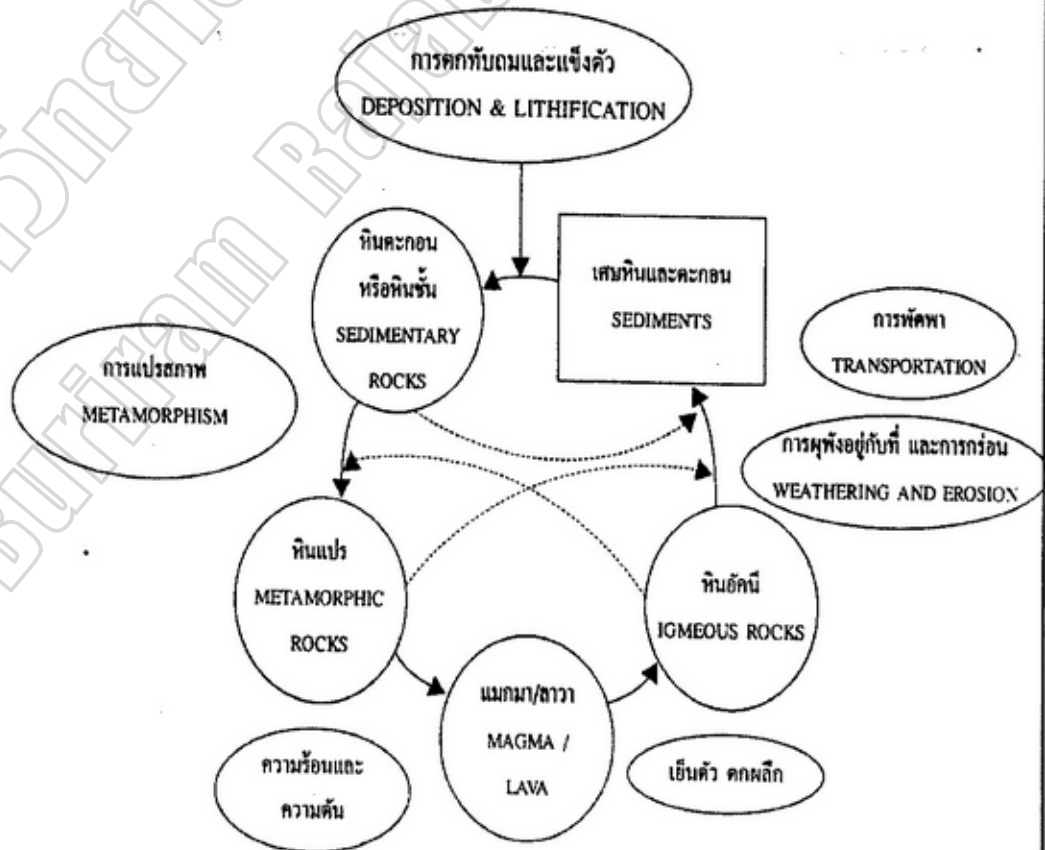 การตกทับถมและแข็งตัว
DEPOSITION & LITHIFICATION
หินตะกอน
หรือหินชั้น
SEDIMENTARY
ROCKS
เศษหินและตะกอน
SEDIMENTS
การพัดพา
TRANSPORTATION
การแปรสภาพ
METAMORPHISM
การผุพังอยู่กับที่ และการกร่อน
WEATHERING AND EROSION
หินแปร
METAMORPHIC
ROCKS
หินอัคนี
IGMEOUS ROCKS
แมกมา/ลาวา
MAGMA /
LAVA
ความร้อนและ
ความดัน
เย็นตัว ตกผลึก
Buriram Raja